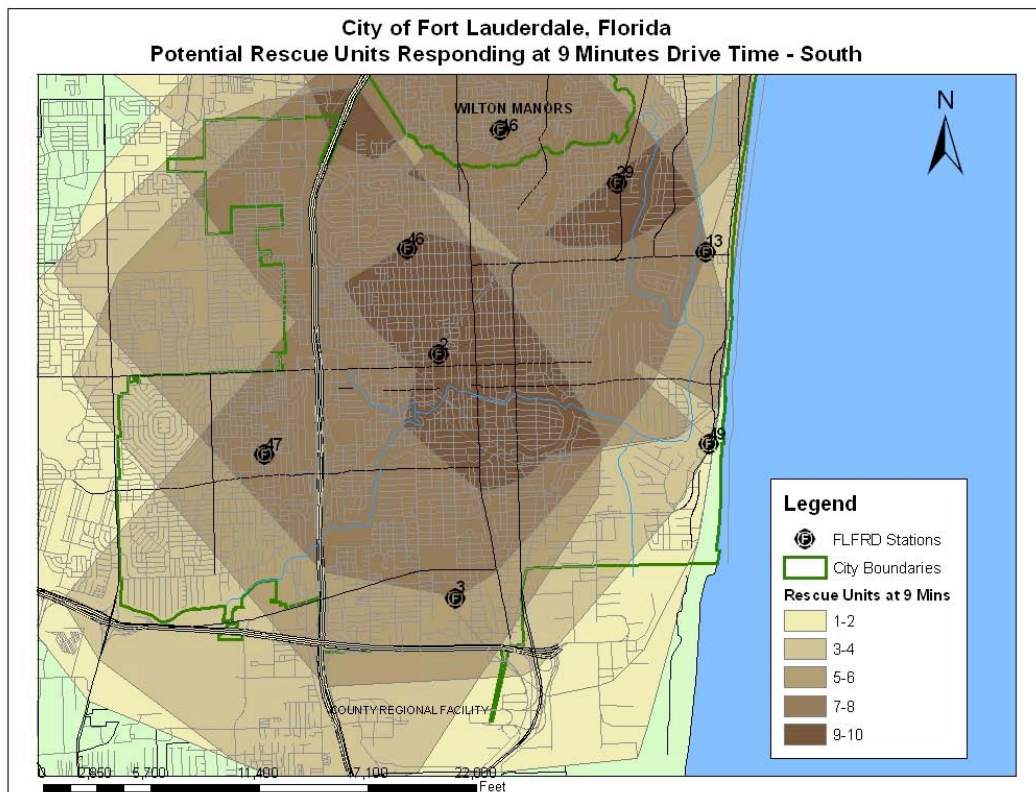 City of Fort Lauderdale, Florida
Potential Rescue Units Responding at 9 Minutes Drive Time - South
WILTON MANORS
N
16
29
13
46
2
47
49
3
COUNTY REGIONAL FACILITY
Legend
FLFRD Stations
City Boundaries
Rescue Units at 9 Mins
1-2
3-4
5-6
7-8
9-10
0 2,850 5,700 11,400 17,100
Feet